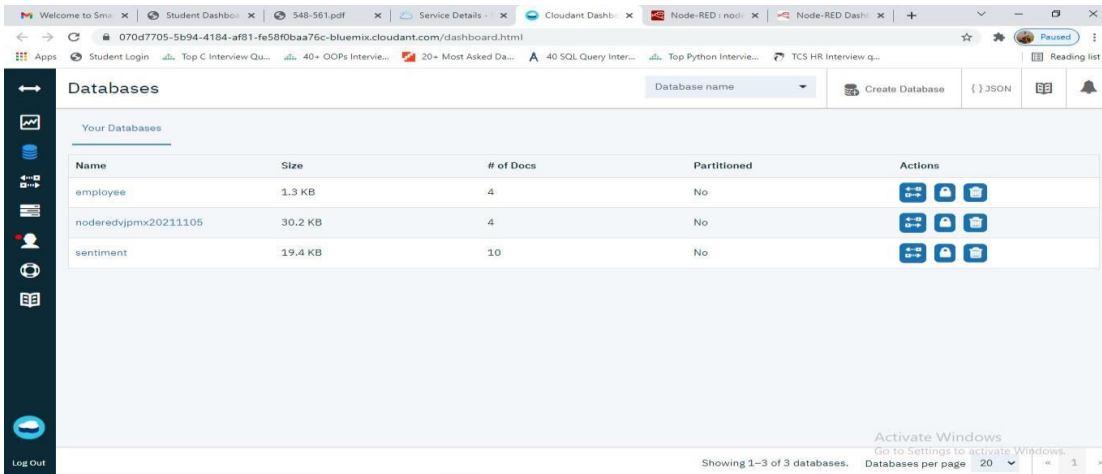 Welcome to Sma
Student Dashboa
548-561.pdf
Service Details -
Cloudant Dashb
Node-RED : node
Node-RED Dash
070d7705-5b94-4184-af81-fe58f0baa76c-bluemix.cloudant.com/dashboard.html
Paused
Apps
Student Login
Top C Interview Qu...
40+ OOPs Intervie...
20+ Most Asked Da...
40 SQL Query Inter...
Top Python Intervie...
TCS HR Interview q...
Reading list
Databases
Database name
Create Database
{ } JSON
Your Databases
Name Size # of Docs Partitioned Actions
employee 1.3 KB 4 No
noderedvjpmx20211105 30.2 KB 4 No
sentiment 19.4 KB 10 No
Activate Windows
Go to Settings to activate Windows.
Log Out
Showing 1–3 of 3 databases.
Databases per page 20
« 1 »